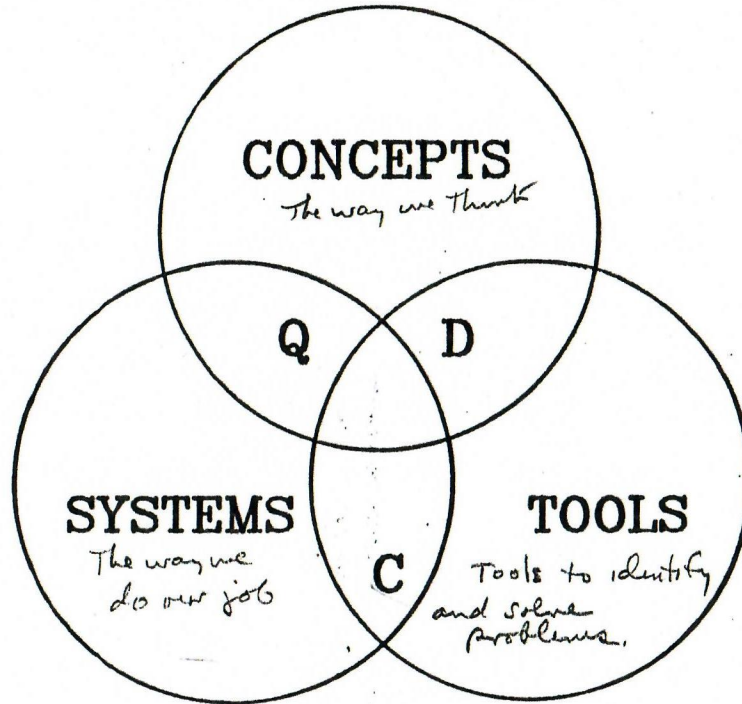 CONCEPTS
The way we Think
Q D
SYSTEMS TOOLS
The way we
do our job
C
Tools to identify
and solve
problems.